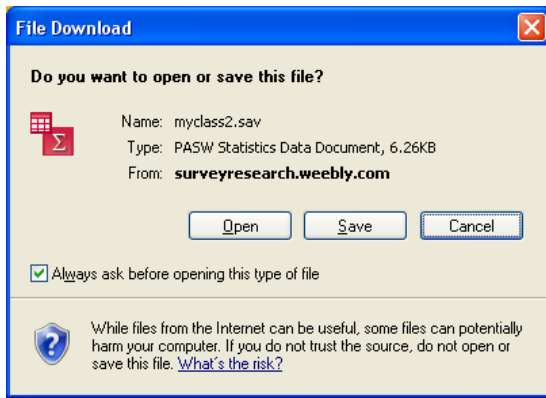 File Download
Do you want to open or save this file?
Name: myclass2.sav
Type: PASW Statistics Data Document, 6.26KB
From: surveyresearch.weebly.com
Open Save Cancel
Always ask before opening this type of file
While files from the Internet can be useful, some files can potentially
harm your computer. If you do not trust the source, do not open or
save this file. What's the risk?